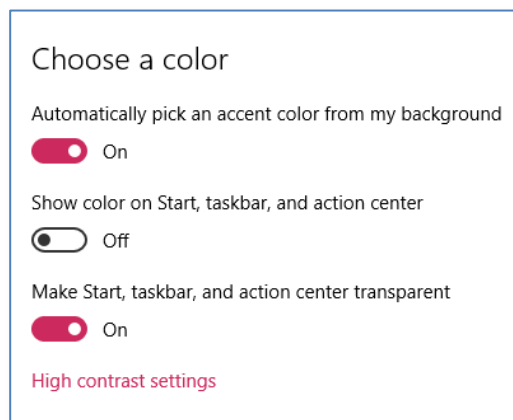 Choose a color
Automatically pick an accent color from my background
On
Show color on Start, taskbar, and action center
Off
Make Start, taskbar, and action center transparent
On
High contrast settings